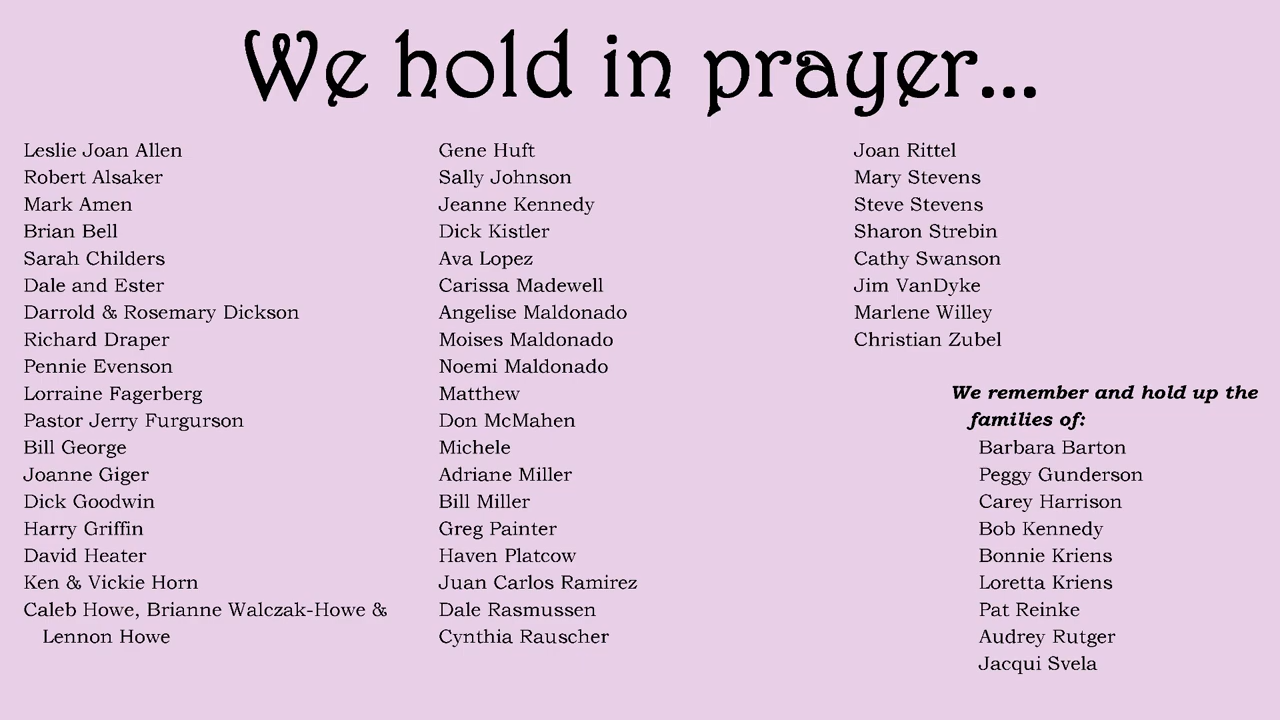 We hold in prayer...
Leslie Joan Allen
Robert Alsaker
Mark Amen
Brian Bell
Sarah Childers
Dale and Ester
Darrold & Rosemary Dickson
Richard Draper
Pennie Evenson
Lorraine Fagerberg
Pastor Jerry Furgurson
Bill George
Joanne Giger
Dick Goodwin
Harry Griffin
David Heater
Ken & Vickie Horn
Caleb Howe, Brianne Walczak-Howe &
Lennon Howe
Gene Huft
Sally Johnson
Jeanne Kennedy
Dick Kistler
Ava Lopez
Carissa Madewell
Angelise Maldonado
Moises Maldonado
Noemi Maldonado
Matthew
Don McMahen
Michele
Adriane Miller
Bill Miller
Greg Painter
Haven Platcow
Juan Carlos Ramirez
Dale Rasmussen
Cynthia Rauscher
Joan Rittel
Mary Stevens
Steve Stevens
Sharon Strebin
Cathy Swanson
Jim VanDyke
Marlene Willey
Christian Zubel
We remember and hold up the
families of:
Barbara Barton
Peggy Gunderson
Carey Harrison
Bob Kennedy
Bonnie Kriens
Loretta Kriens
Pat Reinke
Audrey Rutger
Jacqui Svela